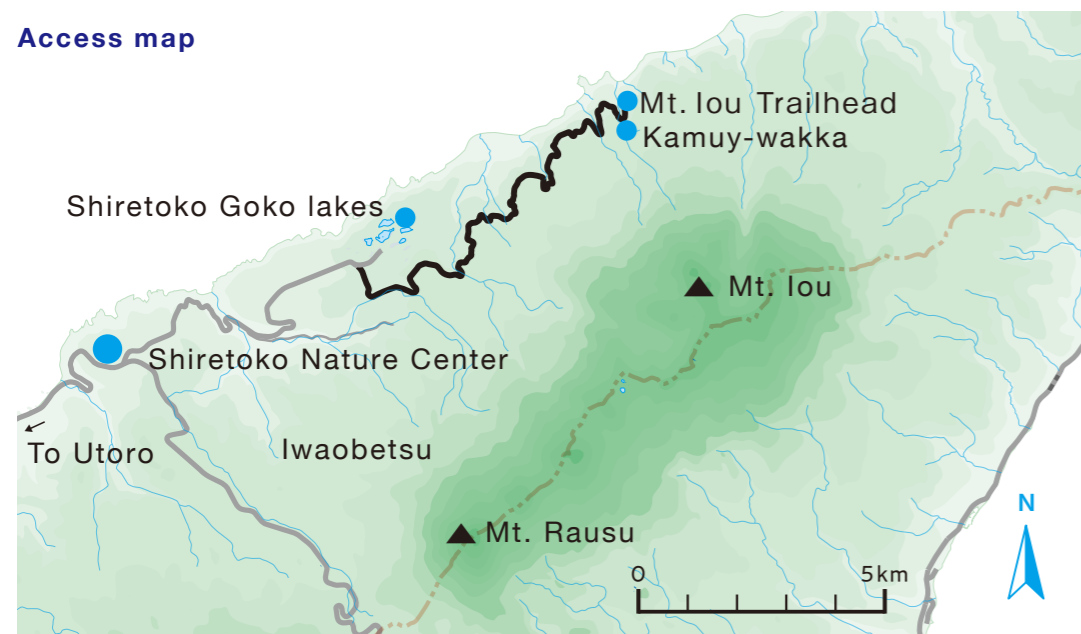 Access map
Mt. Iou Trailhead
Kamuy-wakka
Shiretoko Goko lakes
Mt. Iou
Shiretoko Nature Center
To Utoro
Iwaobetsu
Mt. Rausu
N
0 5km